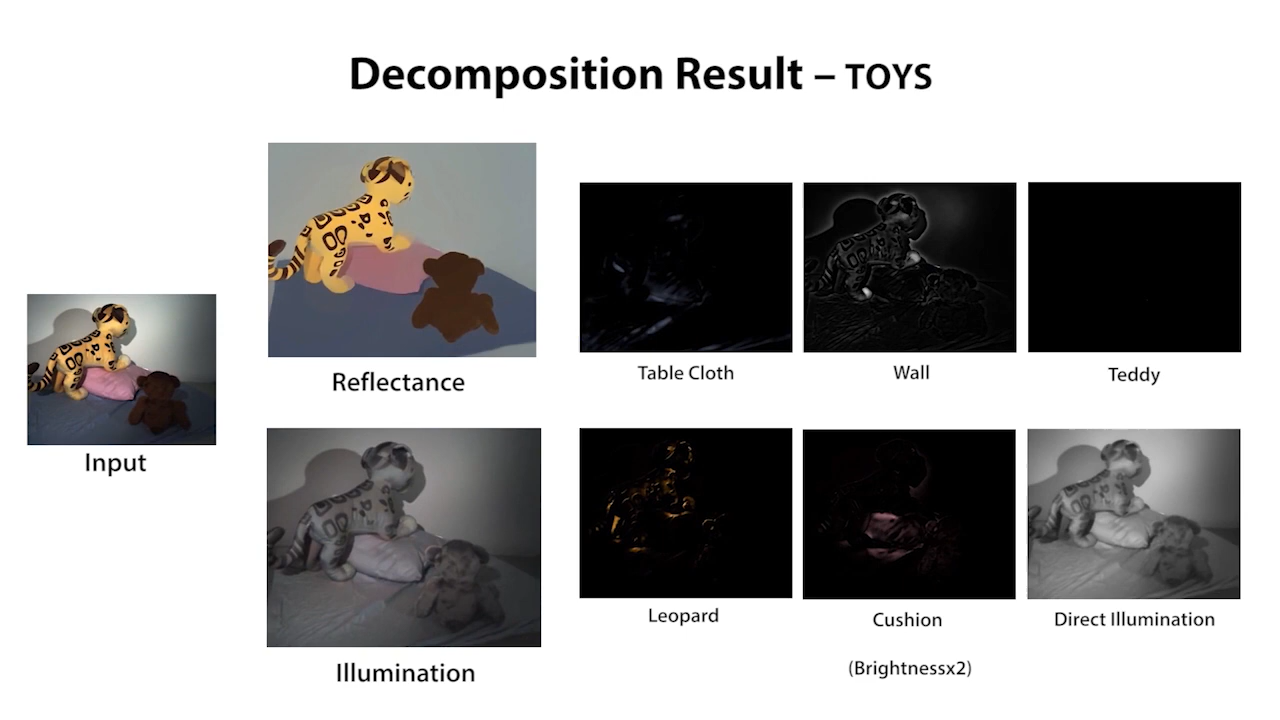 Decomposition Result – TOYS
Input
Reflectance
Illumination
Table Cloth
Wall
Teddy
Leopard
Cushion
Direct Illumination
(Brightnessx2)